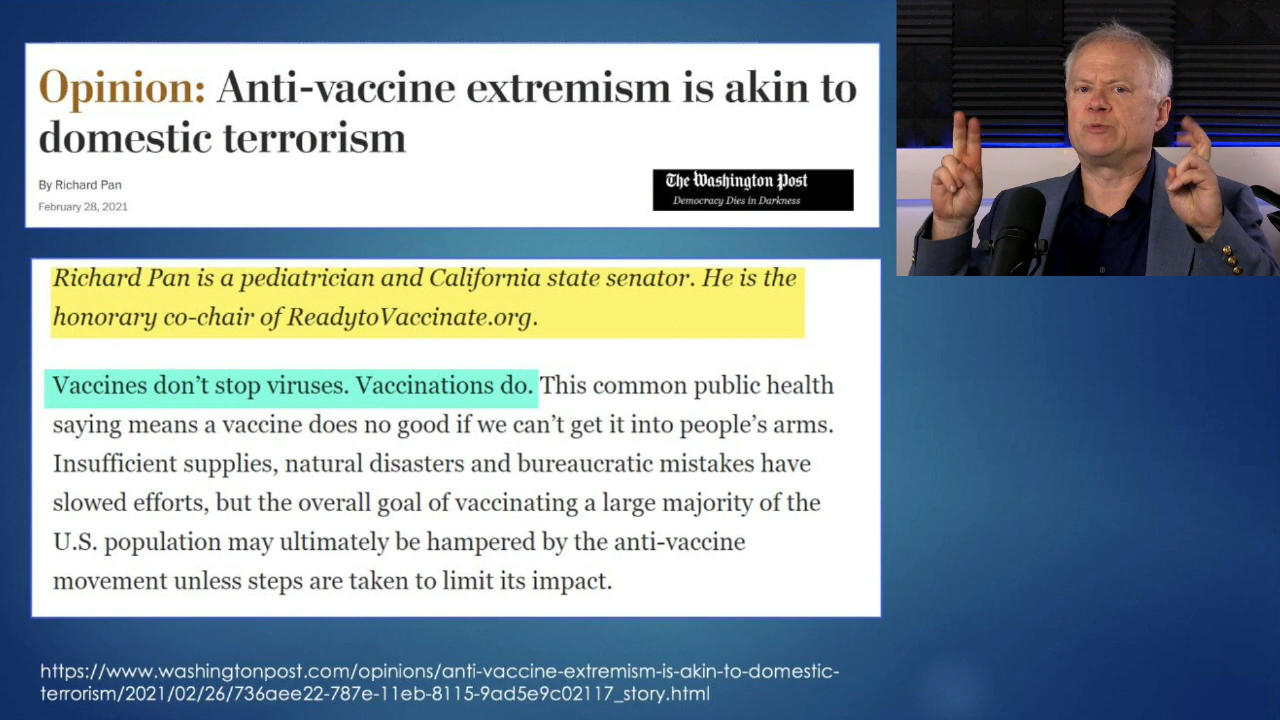 Opinion: Anti-vaccine extremism is akin to
domestic terrorism
By Richard Pan
February 28, 2021
The Washington Post
Democracy Dies in Darkness
Richard Pan is a pediatrician and California state senator. He is the
honorary co-chair of ReadytoVaccinate.org.
Vaccines don’t stop viruses. Vaccinations do. This common public health
saying means a vaccine does no good if we can’t get it into people’s arms.
Insufficient supplies, natural disasters and bureaucratic mistakes have
slowed efforts, but the overall goal of vaccinating a large majority of the
U.S. population may ultimately be hampered by the anti-vaccine
movement unless steps are taken to limit its impact.
https://www.washingtonpost.com/opinions/anti-vaccine-extremism-is-akin-to-domestic-
terrorism/2021/02/26/736aee22-787e-11eb-8115-9ad5e9c02117_story.html